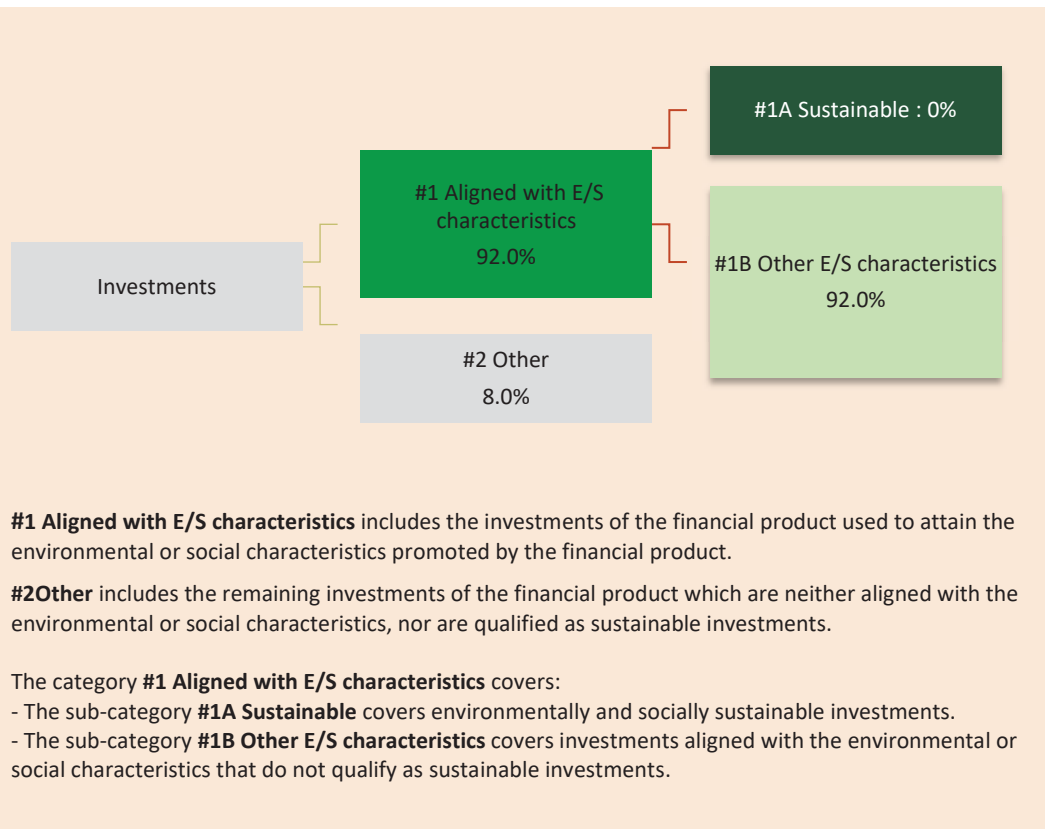 #1A Sustainable : 0%
#1 Aligned with E/S
characteristics
92.0%
#1B Other E/S characteristics
92.0%
Investments
#2 Other
8.0%
#1 Aligned with E/S characteristics includes the investments of the financial product used to attain the
environmental or social characteristics promoted by the financial product.
#2Other includes the remaining investments of the financial product which are neither aligned with the
environmental or social characteristics, nor are qualified as sustainable investments.
The category #1 Aligned with E/S characteristics covers:
- The sub-category #1A Sustainable covers environmentally and socially sustainable investments.
- The sub-category #1B Other E/S characteristics covers investments aligned with the environmental or
social characteristics that do not qualify as sustainable investments.